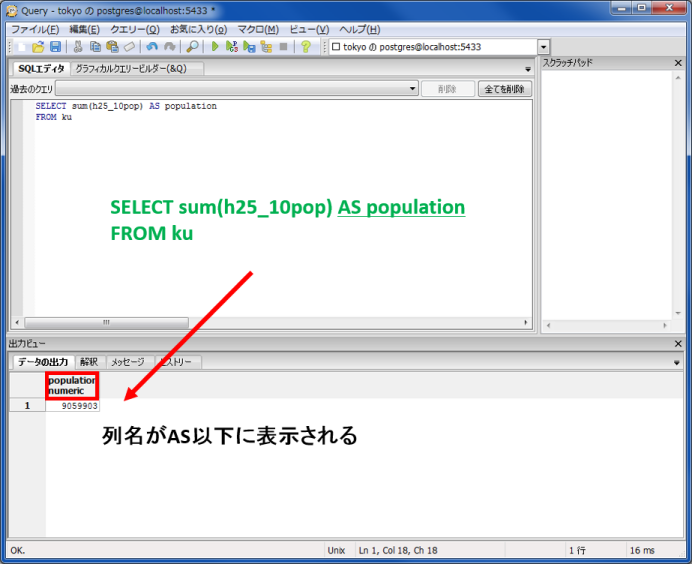 Query - tokyo の postgres@localhost:5433 *
ファイル(F) 編集(E) クエリー(Q) お気に入り(o) マクロ(M) ビュー(V) ヘルプ(H)
tokyo の postgres@localhost:5433
SQLエディタ グラフィカルクエリービルダー(&Q)
スクラッチパッド
過去のクエリ 削除 全てを削除
SELECT sum(h25_10pop) AS population
FROM ku
SELECT sum(h25_10pop) AS population
FROM ku
出力ビュー
データの出力 解釈 メッセージ ヒストリー
population
numeric
1 9059903
列名がAS以下に表示される
OK. Unix Ln 1, Col 18, Ch 18 1 行 16 ms